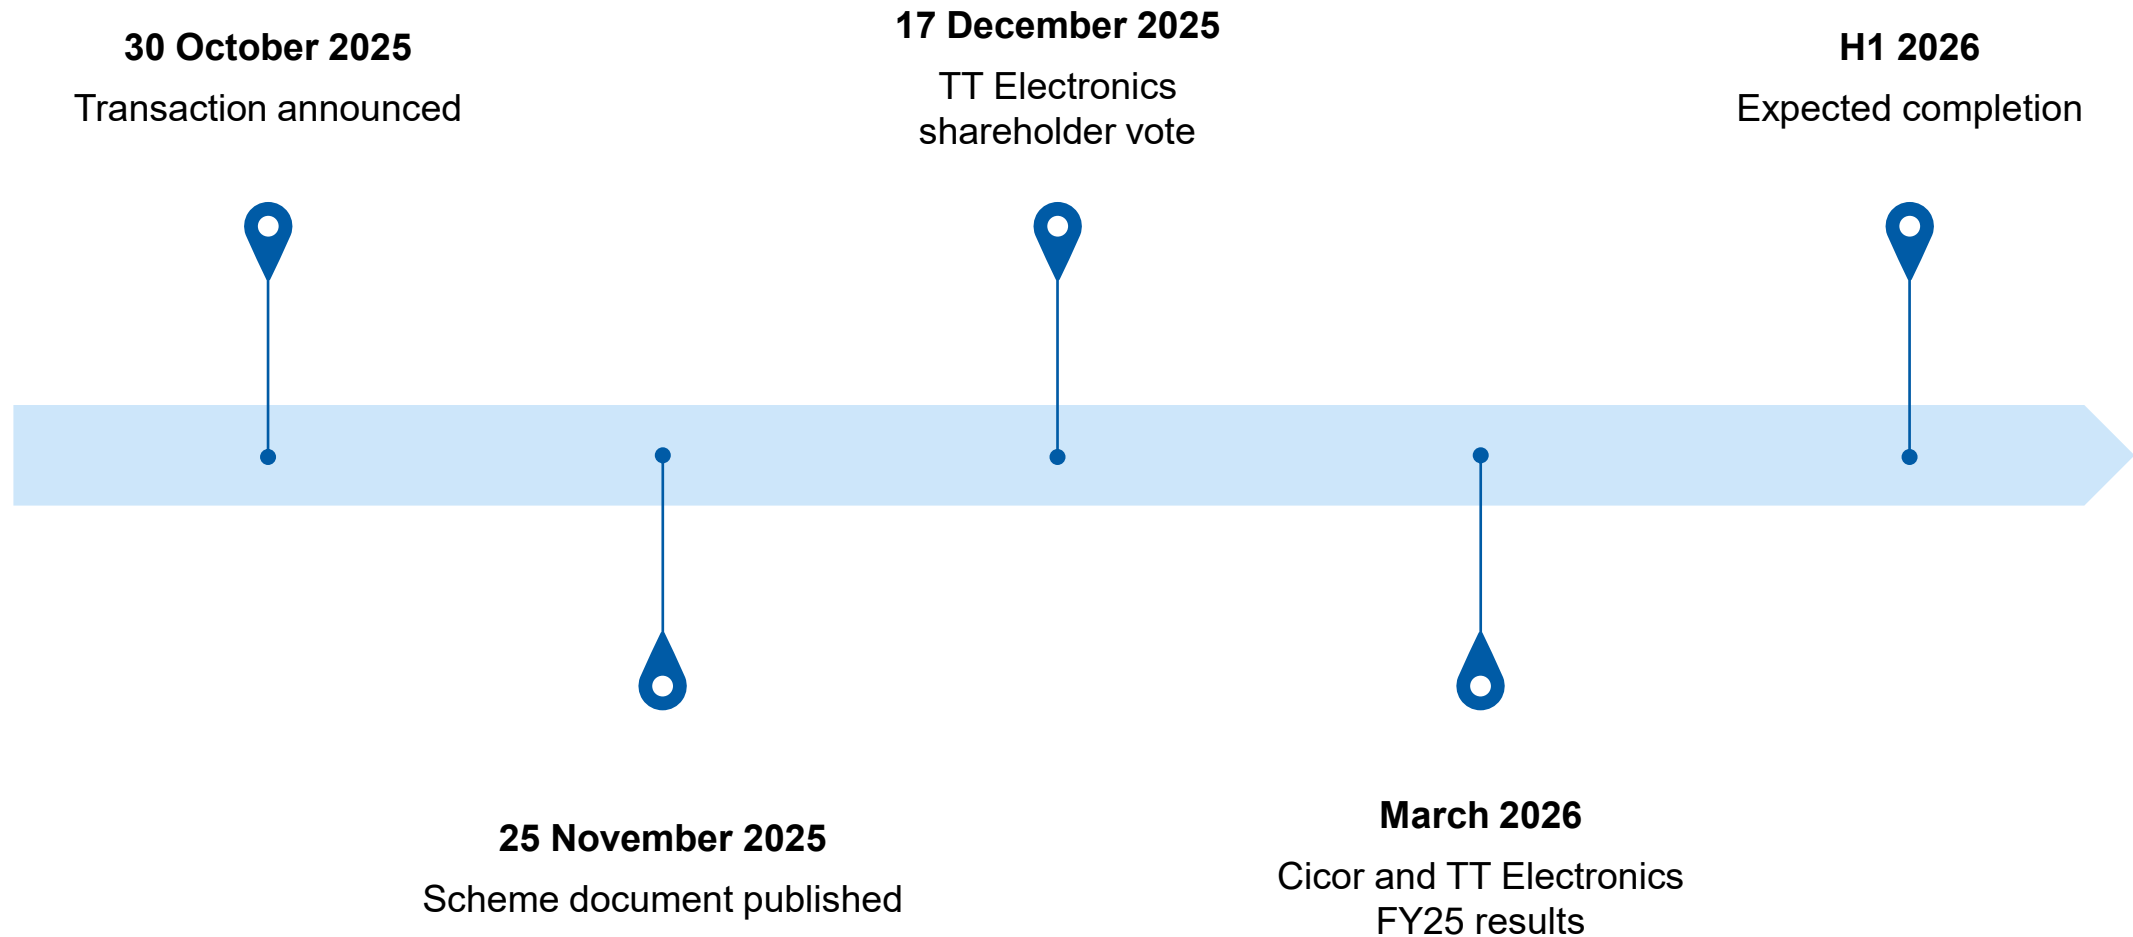 30 October 2025
Transaction announced
25 November 2025
Scheme document published
17 December 2025
TT Electronics
shareholder vote
March 2026
Cicor and TT Electronics
FY25 results
H1 2026
Expected completion